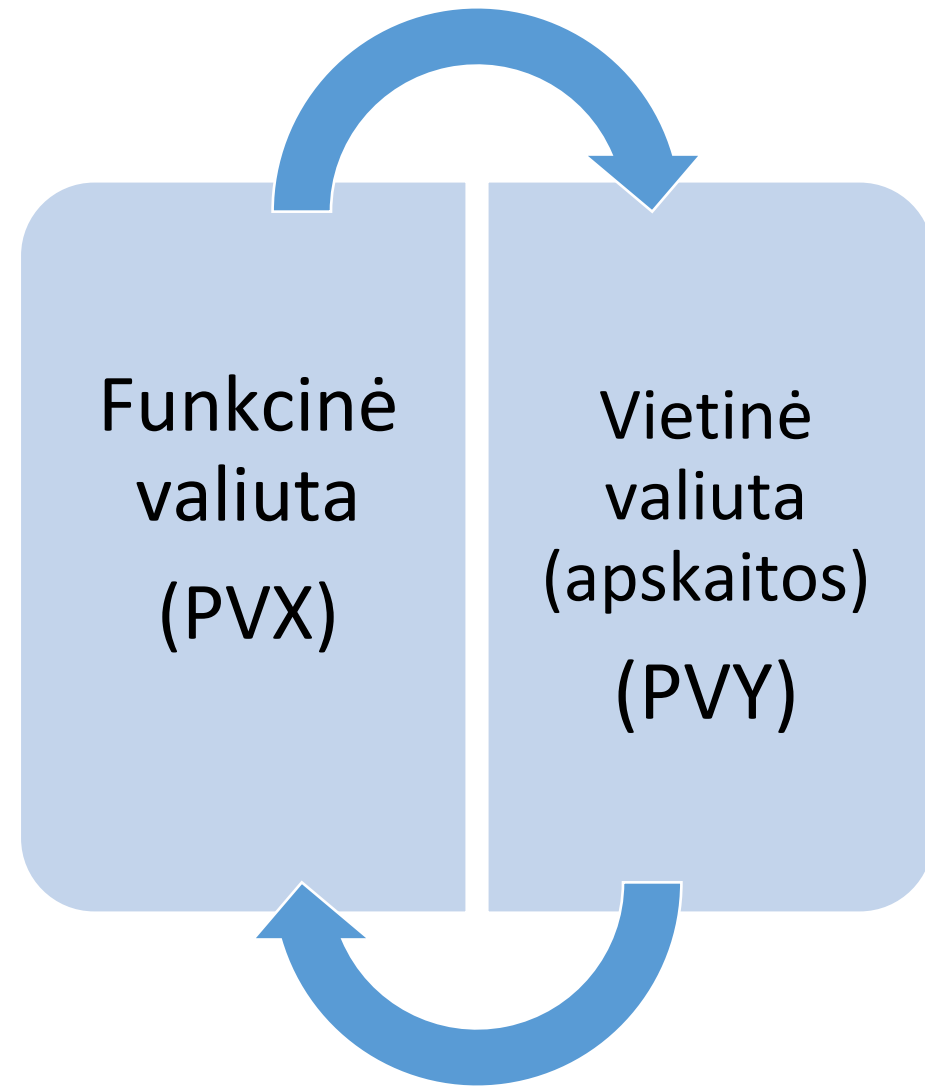 Funkcinė
valiuta
(PVX)
Vietinė
valiuta
(apskaitos)
(PVY)